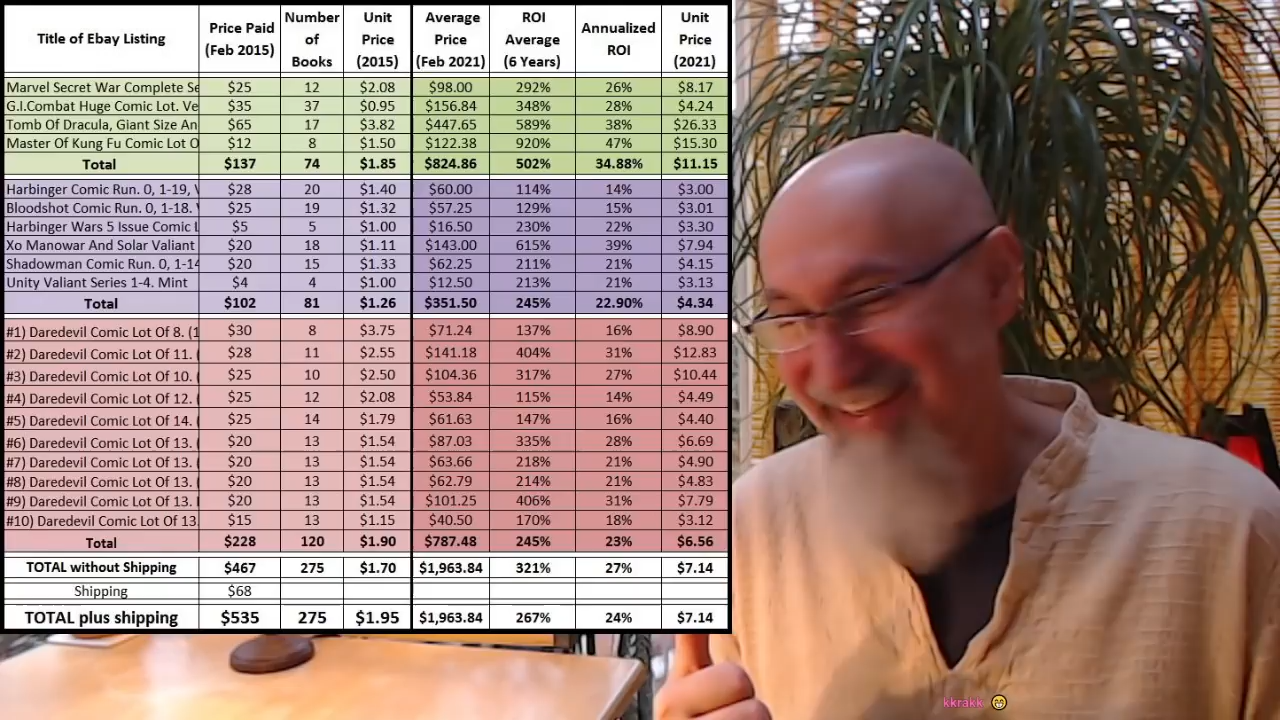 Title of Ebay Listing Price Paid (Feb 2015) Number of Books Unit Price (2015) Average Price (Feb 2021) ROI Average (6 Years) Annualized ROI Unit Price (2021)
Marvel Secret War Complete Se $25 12 $2.08 $98.00 292% 26% $8.17
G.I.Combat Huge Comic Lot. Ve $35 37 $0.95 $156.84 348% 28% $4.24
Tomb Of Dracula, Giant Size An $65 17 $3.82 $447.65 589% 38% $26.33
Master Of Kung Fu Comic Lot O $12 8 $1.50 $122.38 920% 47% $15.30
Total $137 74 $1.85 $824.86 502% 34.88% $11.15
Harbinger Comic Run. 0, 1-19, V $28 20 $1.40 $60.00 114% 14% $3.00
Bloodshot Comic Run. 0, 1-18. V $25 19 $1.32 $57.25 129% 15% $3.01
Harbinger Wars 5 Issue Comic L $5 5 $1.00 $16.50 230% 22% $3.30
Xo Manowar And Solar Valiant $20 18 $1.11 $143.00 615% 39% $7.94
Shadowman Comic Run. 0, 1-14 $20 15 $1.33 $62.25 211% 21% $4.15
Unity Valiant Series 1-4. Mint $4 4 $1.00 $12.50 213% 21% $3.13
Total $102 81 $1.26 $351.50 245% 22.90% $4.34
#1) Daredevil Comic Lot Of 8. (1 $30 8 $3.75 $71.24 137% 16% $8.90
#2) Daredevil Comic Lot Of 11. ( $28 11 $2.55 $141.18 404% 31% $12.83
#3) Daredevil Comic Lot Of 10. ( $25 10 $2.50 $104.36 317% 27% $10.44
#4) Daredevil Comic Lot Of 12. ( $25 12 $2.08 $53.84 115% 14% $4.49
#5) Daredevil Comic Lot Of 14. ( $25 14 $1.79 $61.63 147% 16% $4.40
#6) Daredevil Comic Lot Of 13. ( $20 13 $1.54 $87.03 335% 28% $6.69
#7) Daredevil Comic Lot Of 13. ( $20 13 $1.54 $63.66 218% 21% $4.90
#8) Daredevil Comic Lot Of 13. ( $20 13 $1.54 $62.79 214% 21% $4.83
#9) Daredevil Comic Lot Of 13. $20 13 $1.54 $101.25 406% 31% $7.79
#10) Daredevil Comic Lot Of 13. $15 13 $1.15 $40.50 170% 18% $3.12
Total $228 120 $1.90 $787.48 245% 23% $6.56
TOTAL without Shipping $467 275 $1.70 $1,963.84 321% 27% $7.14
Shipping $68
TOTAL plus shipping $535 275 $1.95 $1,963.84 267% 24% $7.14
kkrakk 😁